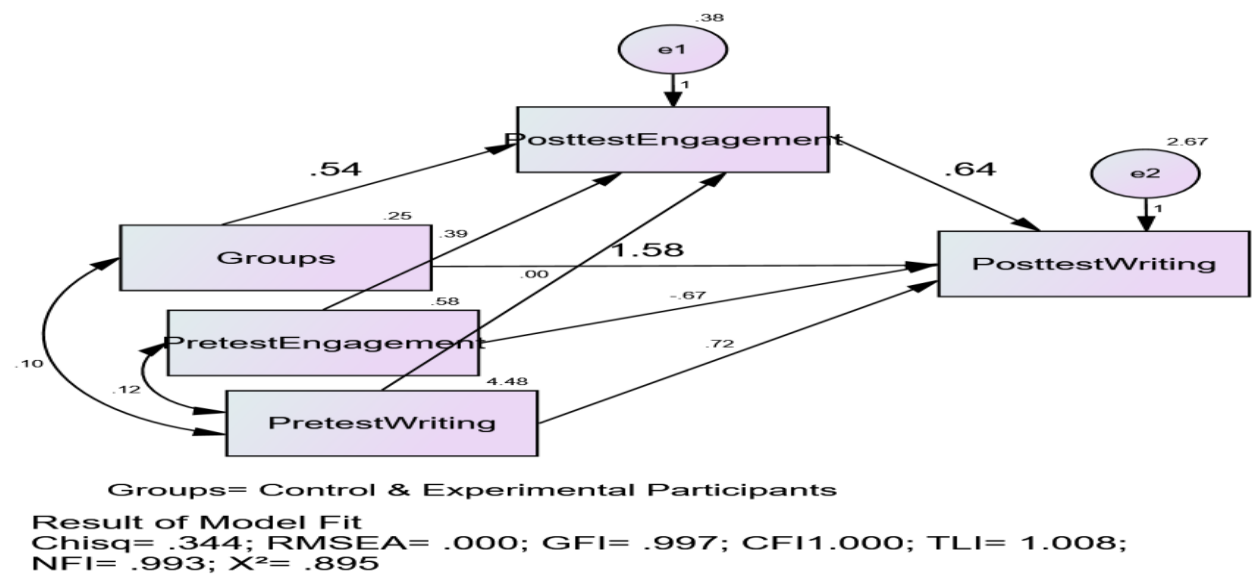 .38
e1
1
PosttestEngagement
2.67
e2
1
.54
.64
.25
.39
Groups
1.58
PosttestWriting
.00
.58
-.67
PretestEngagement
.72
.10
.12
4.48
PretestWriting
Groups= Control & Experimental Participants
Result of Model Fit
Chisq= .344; RMSEA= .000; GFI= .997; CFI1.000; TLI= 1.008;
NFI= .993; X²= .895